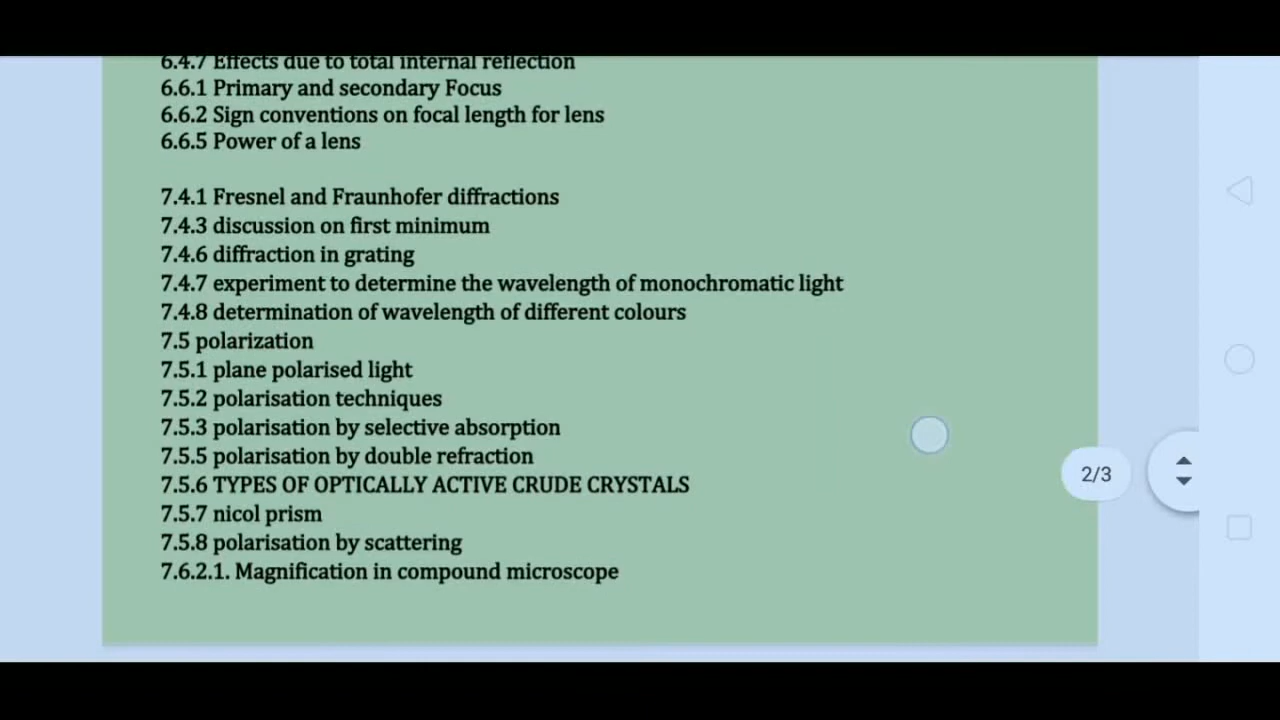 6.4.7 Effects due to total internal reflection
6.6.1 Primary and secondary Focus
6.6.2 Sign conventions on focal length for lens
6.6.5 Power of a lens
7.4.1 Fresnel and Fraunhofer diffractions
7.4.3 discussion on first minimum
7.4.6 diffraction in grating
7.4.7 experiment to determine the wavelength of monochromatic light
7.4.8 determination of wavelength of different colours
7.5 polarization
7.5.1 plane polarised light
7.5.2 polarisation techniques
7.5.3 polarisation by selective absorption
7.5.5 polarisation by double refraction
7.5.6 TYPES OF OPTICALLY ACTIVE CRUDE CRYSTALS
7.5.7 nicol prism
7.5.8 polarisation by scattering
7.6.2.1. Magnification in compound microscope
2/3